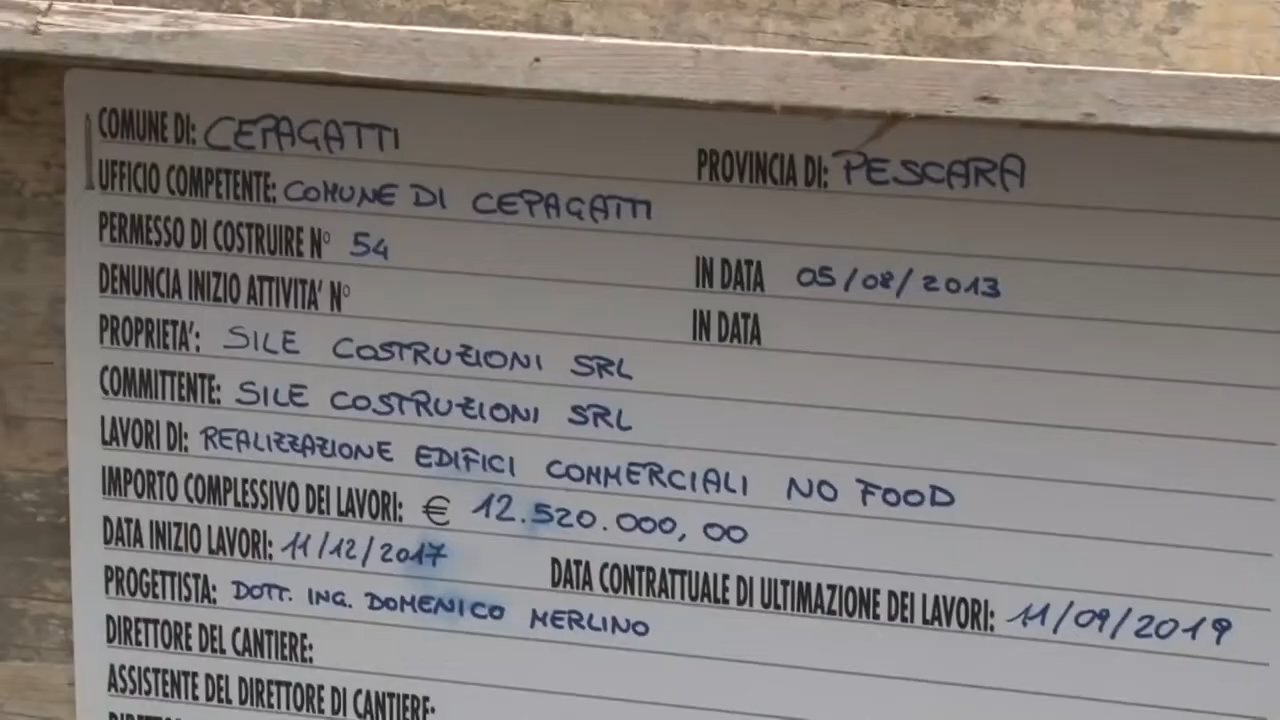 COMUNE DI: CEPAGATTI PROVINCIA DI: PESCARA
UFFICIO COMPETENTE: COMUNE DI CEPAGATTI
PERMESSO DI COSTRUIRE N° 54 IN DATA 05/08/2013
DENUNCIA INIZIO ATTIVITA' N° IN DATA
PROPRIETA': SILE COSTRUZIONI SRL
COMMITTENTE: SILE COSTRUZIONI SRL
LAVORI DI: REALIZZAZIONE EDIFICI COMMERCIALI NO FOOD
IMPORTO COMPLESSIVO DEI LAVORI: € 12.520.000,00
DATA INIZIO LAVORI: 11/12/2017 DATA CONTRATTUALE DI ULTIMAZIONE DEI LAVORI: 11/09/2019
PROGETTISTA: DOTT. ING. DOMENICO MERLINO
DIRETTORE DEL CANTIERE:
ASSISTENTE DEL DIRETTORE DI CANTIERE: